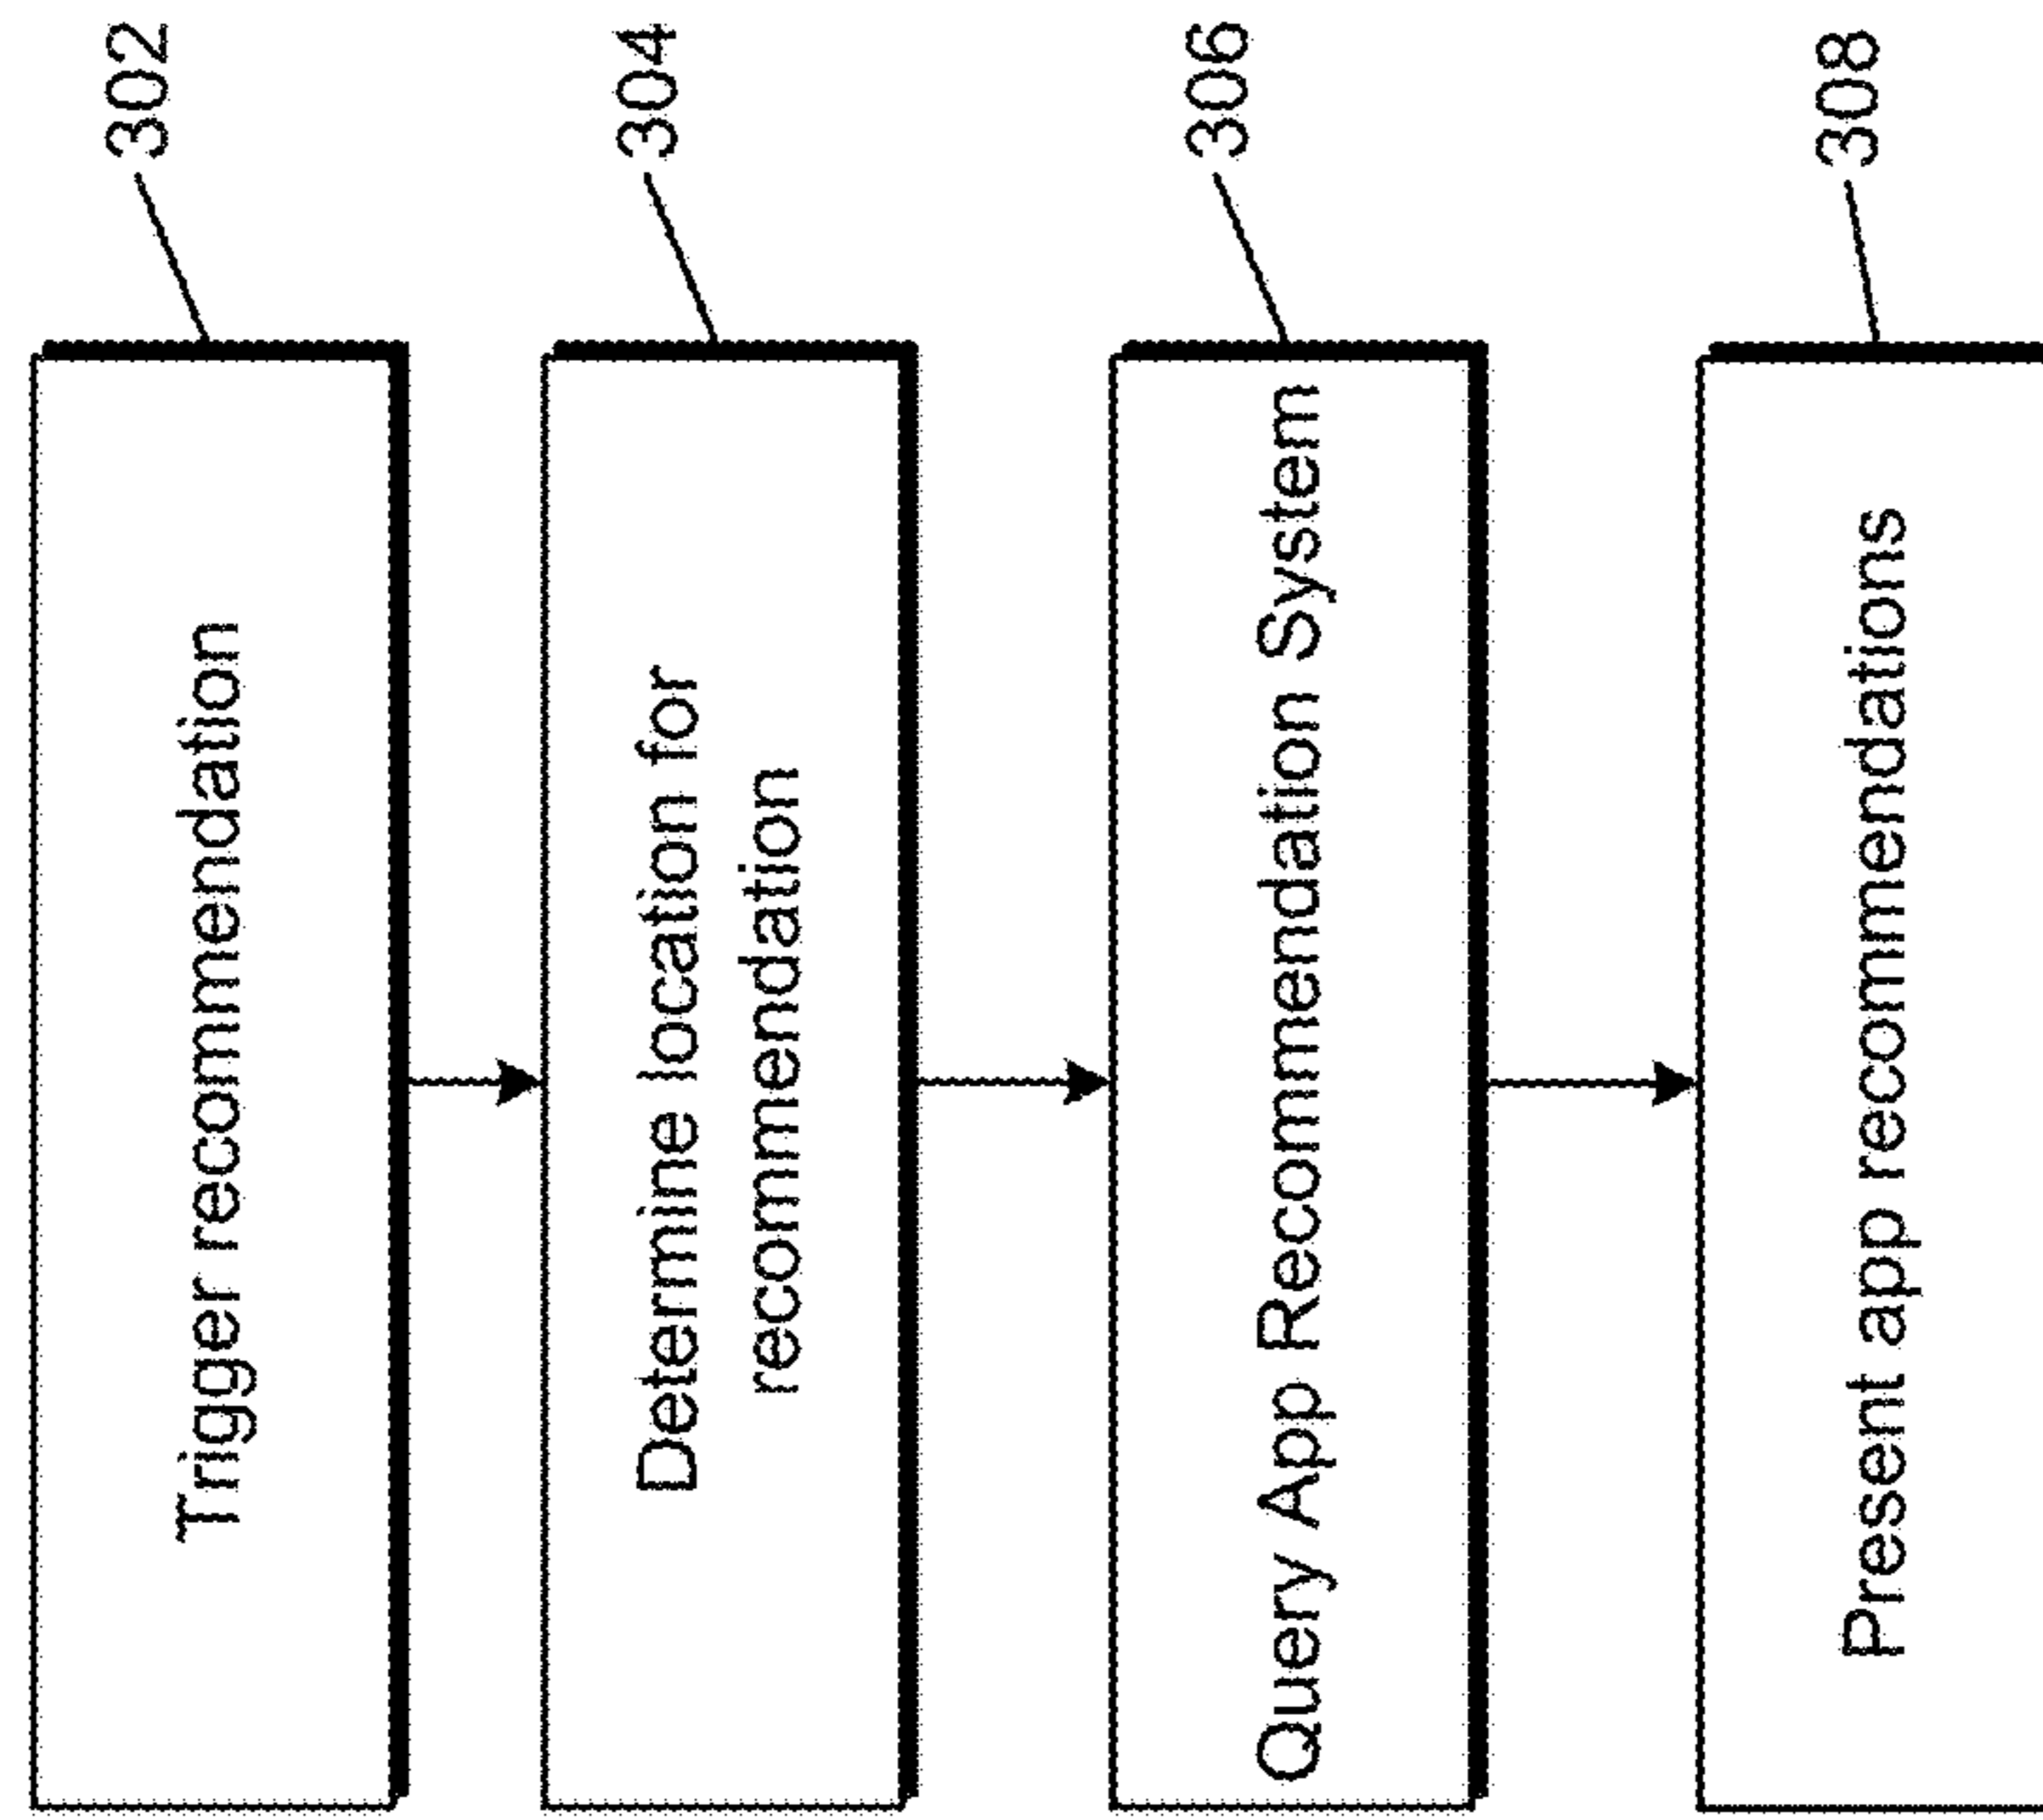 Trigger recommendation
302
Determine location for
recommendation
304
Query App Recommendation System
306
Present app recommendations
308